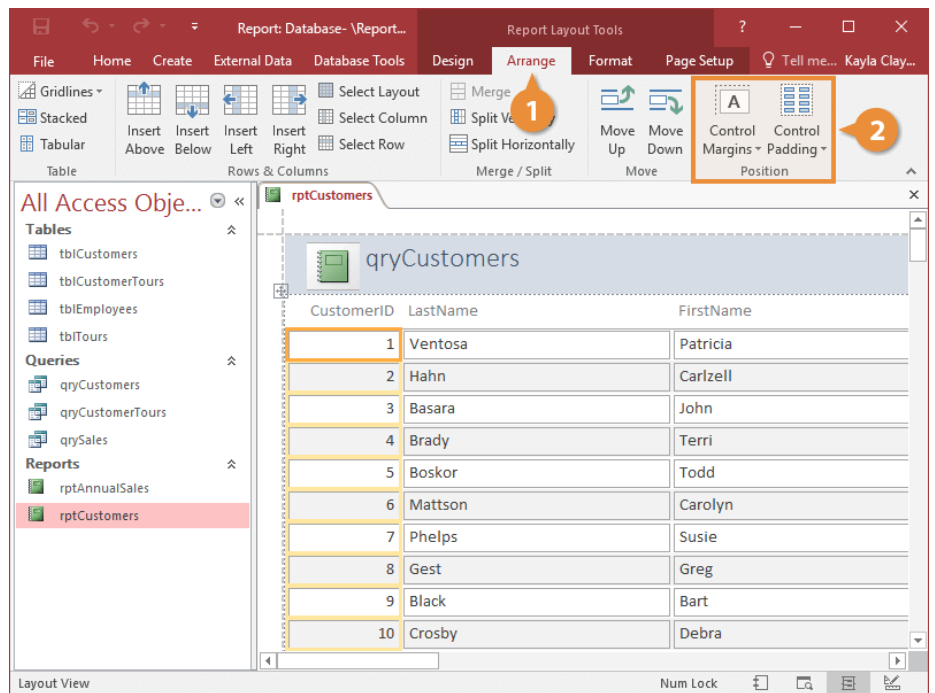 Report: Database- \Report... Report Layout Tools ?
File Home Create External Data Database Tools Design Arrange Format Page Setup Tell me... Kayla Clay...
Gridlines
Stacked
Tabular
Table
Insert Above
Insert Below
Insert Left
Insert Right
Select Layout
Select Column
Select Row
Rows & Columns
Merge
Split Ve
Split Horizontally
Merge / Split
1
Move Up
Move Down
Move
A
Control Margins
Control Padding
Position
2
All Access Obje... «
Tables
tblCustomers
tblCustomerTours
tblEmployees
tblTours
Queries
qryCustomers
qryCustomerTours
qrySales
Reports
rptAnnualSales
rptCustomers
rptCustomers
qryCustomers
CustomerID LastName FirstName
1 Ventosa Patricia
2 Hahn Carlzell
3 Basara John
4 Brady Terri
5 Boskor Todd
6 Mattson Carolyn
7 Phelps Susie
8 Gest Greg
9 Black Bart
10 Crosby Debra
Layout View Num Lock